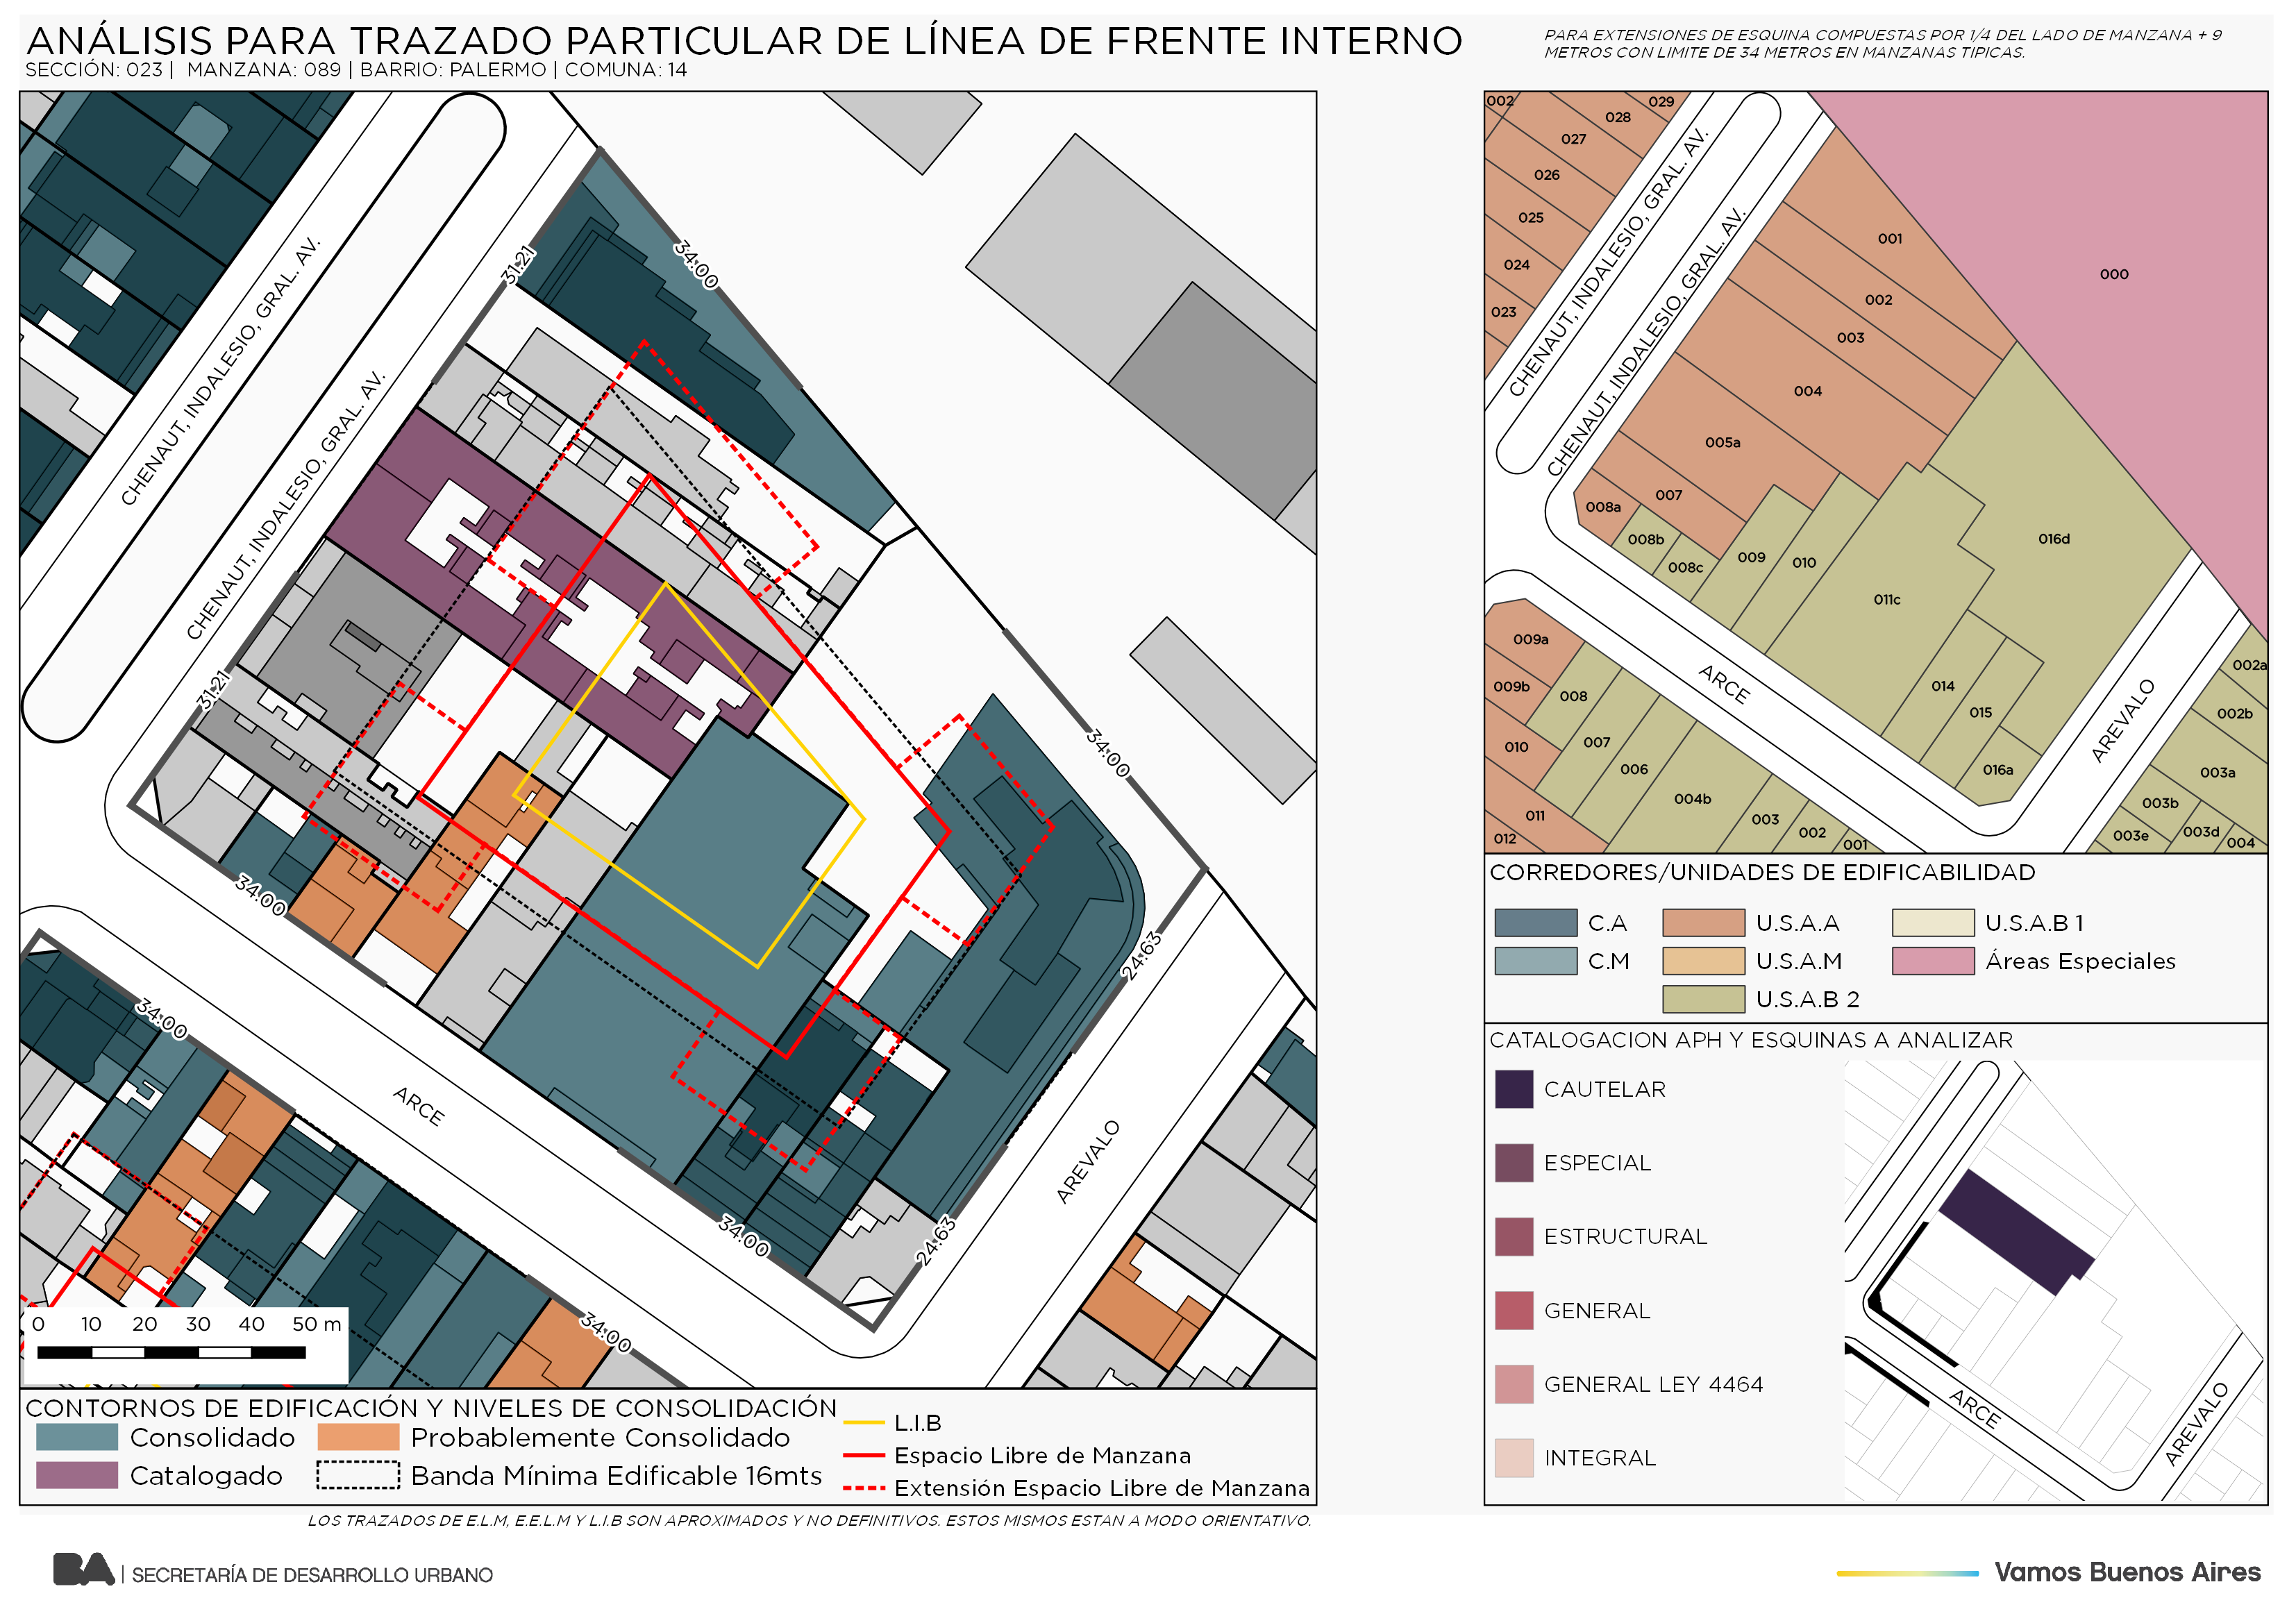 ANÁLISIS PARA TRAZADO PARTICULAR DE LÍNEA DE FRENTE INTERNO
SECCIÓN: 023 | MANZANA: 089 | BARRIO: PALERMO | COMUNA: 14
PARA EXTENSIONES DE ESQUINA COMPUESTAS POR 1/4 DEL LADO DE MANZANA + 9
METROS CON LIMITE DE 34 METROS EN MANZANAS TIPICAS.
CHENAUT, INDALESIO, GRAL. AV.
CHENAUT, INDALESIO, GRAL. AV.
31.21
34.00
31.21
34.00
34.00
24.63
34.00
24.63
34.00
34.00
ARCE
AREVALO
0 10 20 30 40 50 m
CONTORNOS DE EDIFICACIÓN Y NIVELES DE CONSOLIDACIÓN
Consolidado
Probablemente Consolidado
Catalogado
Banda Mínima Edificable 16mts
L.I.B
Espacio Libre de Manzana
Extensión Espacio Libre de Manzana
LOS TRAZADOS DE E.L.M, E.E.L.M Y L.I.B SON APROXIMADOS Y NO DEFINITIVOS. ESTOS MISMOS ESTAN A MODO ORIENTATIVO.
002
029
028
027
026
025
024
023
CHENAUT, INDALESIO, GRAL. AV.
CHENAUT, INDALESIO, GRAL. AV.
001
002
003
004
005a
007
008a
008b
008c
009
010
011c
014
015
016a
016d
000
009a
009b
008
010
007
006
011
012
004b
003
002
001
ARCE
AREVALO
002a
002b
003a
003b
003e
003d
004
CORREDORES/UNIDADES DE EDIFICABILIDAD
C.A
U.S.A.A
U.S.A.B 1
C.M
U.S.A.M
Áreas Especiales
U.S.A.B 2
CATALOGACION APH Y ESQUINAS A ANALIZAR
CAUTELAR
ESPECIAL
ESTRUCTURAL
GENERAL
GENERAL LEY 4464
INTEGRAL
ARCE
AREVALO
BA | SECRETARÍA DE DESARROLLO URBANO
Vamos Buenos Aires